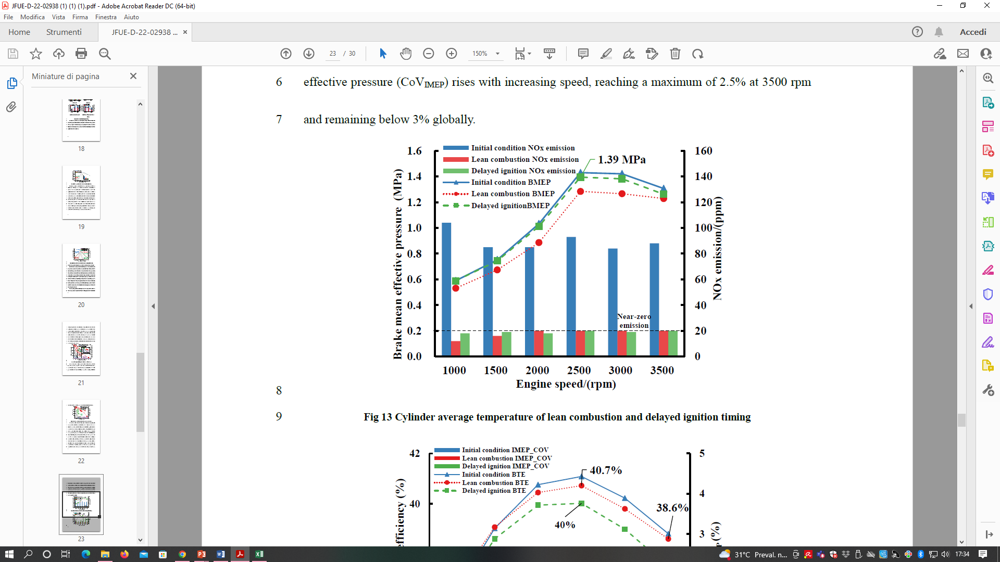 JFUE-D-22-02938 (1) (1) (1).pdf - Adobe Acrobat Reader DC (64-bit)
File Modifica Vista Firma Finestra Aiuto
Home Strumenti JFUE-D-22-02938 ... Accedi
23 / 30 150%
Miniature di pagina
18
19
20
21
22
23
6 effective pressure (CoVIMEP) rises with increasing speed, reaching a maximum of 2.5% at 3500 rpm
7 and remaining below 3% globally.
Initial condition NOx emission
Lean combustion NOx emission
Delayed ignition NOx emission
Initial condition BMEP
Lean combustion BMEP
Delayed ignitionBMEP
1.39 MPa
Near-zero
emission
Brake mean effective pressure (MPa)
1.6
1.4
1.2
1.0
0.8
0.6
0.4
0.2
0.0
160
140
120
100
80
60
40
20
0
NOx emission/(ppm)
1000 1500 2000 2500 3000 3500
Engine speed/(rpm)
8
9 Fig 13 Cylinder average temperature of lean combustion and delayed ignition timing
Initial condition IMEP_COV
Lean combustion IMEP_COV
Delayed ignition IMEP_COV
Initial condition BTE
Lean combustion BTE
Delayed ignition BTE
42
40
40.7%
40%
38.6%
5
4
3
(%)
31°C Preval. n... 17:34